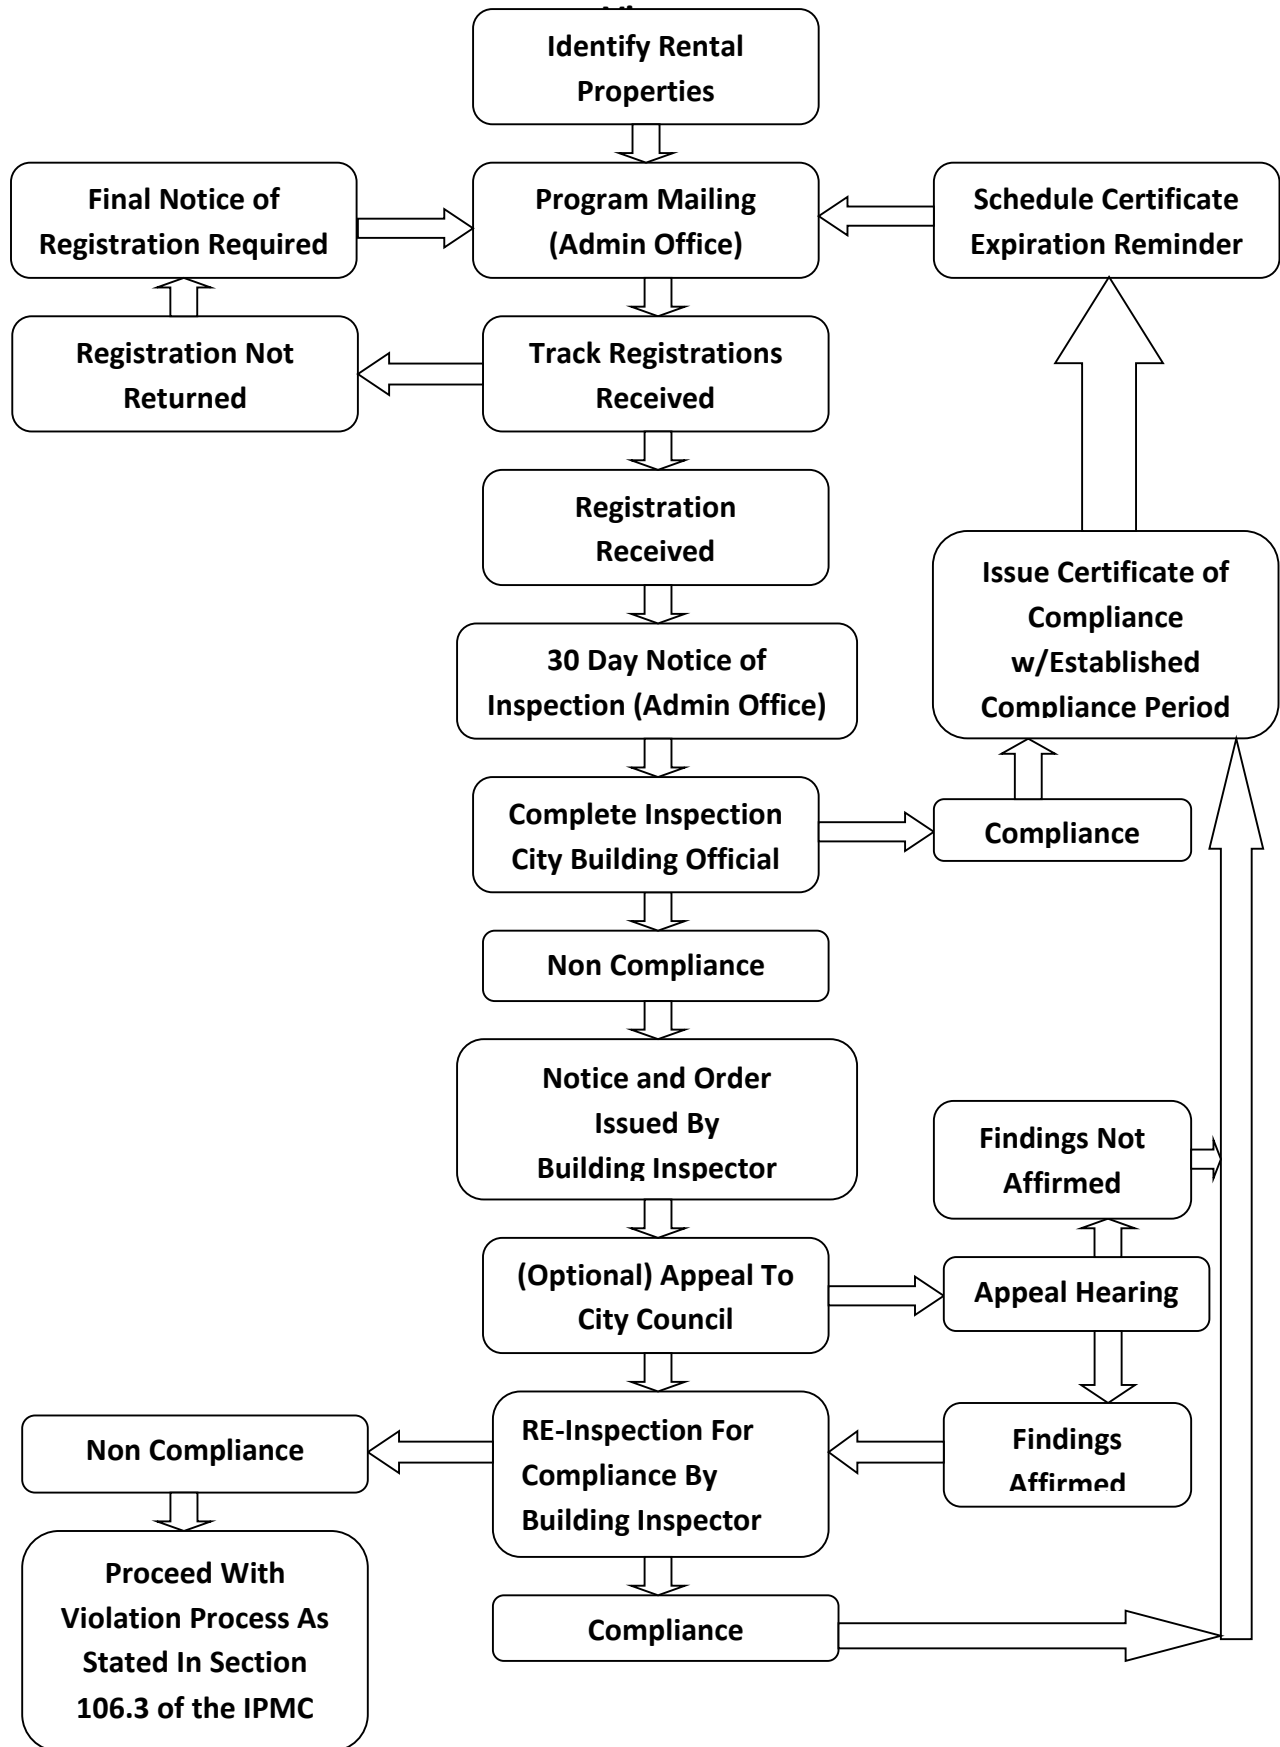 Identify Rental
Properties
Final Notice of
Registration Required
Program Mailing
(Admin Office)
Schedule Certificate
Expiration Reminder
Registration Not
Returned
Track Registrations
Received
Registration
Received
Issue Certificate of
Compliance
w/Established
Compliance Period
30 Day Notice of
Inspection (Admin Office)
Complete Inspection
City Building Official
Compliance
Non Compliance
Notice and Order
Issued By
Building Inspector
Findings Not
Affirmed
(Optional) Appeal To
City Council
Appeal Hearing
Non Compliance
RE-Inspection For
Compliance By
Building Inspector
Findings
Affirmed
Proceed With
Violation Process As
Stated In Section
106.3 of the IPMC
Compliance